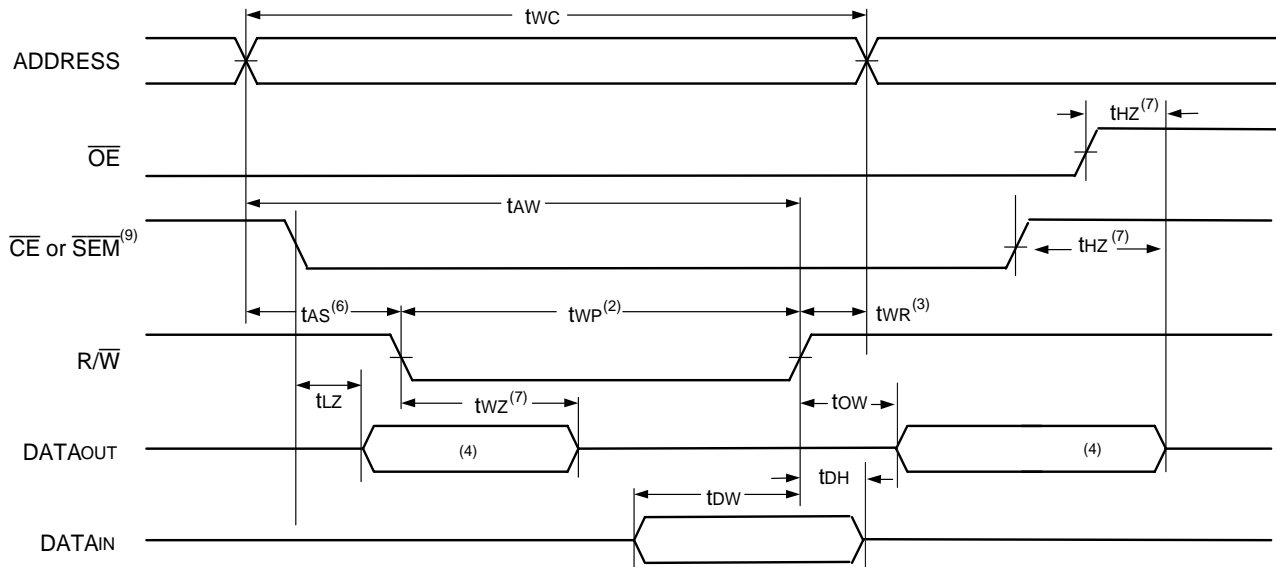 tWC
ADDRESS
tHZ(7)
OE
tAW
CE or SEM(9)
tHZ(7)
tAS(6)
tWP(2)
tWR(3)
R/W
tLZ
tWZ(7)
tOW
DATAOUT
(4)
(4)
tDH
tDW
DATAIN